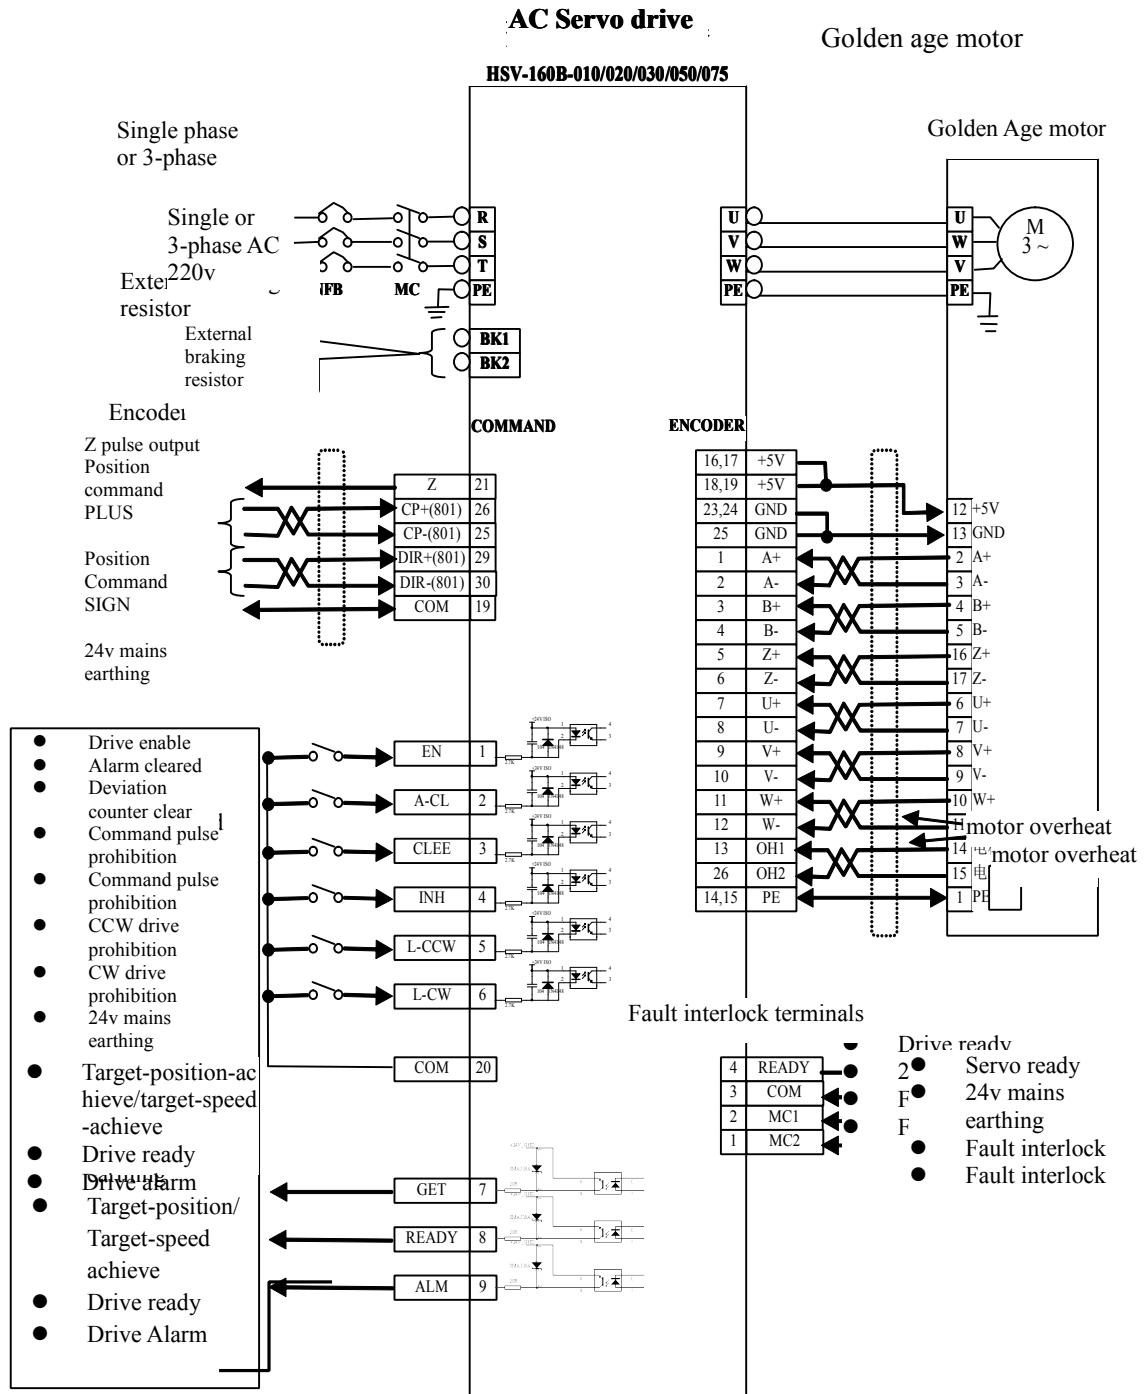 AC Servo drive
Golden age motor
HSV-160B-010/020/030/050/075
Single phase
or 3-phase
Golden Age motor
Single or
3-phase AC
220v
resistor
R
S
T
PE
MC
U
V
W
PE
U
W
V
PE
M
3 ~
External
braking
resistor
BK1
BK2
Encoder
COMMAND
ENCODER
Z pulse output
Position
command
PLUS
Position
Command
SIGN
24v mains
earthing
Z 21
CP+(801) 26
CP-(801) 25
DIR+(801) 29
DIR-(801) 30
COM 19
16,17 +5V
18,19 +5V
23,24 GND
25 GND
1 A+
2 A-
3 B+
4 B-
5 Z+
6 Z-
7 U+
8 U-
9 V+
10 V-
11 W+
12 W-
13 OH1
26 OH2
14,15 PE
12 +5V
13 GND
2 A+
3 A-
4 B+
5 B-
16 Z+
17 Z-
6 U+
7 U-
8 V+
9 V-
10 W+
11
14
15 电
1 PE
motor overheat
motor overheat
● Drive enable
● Alarm cleared
● Deviation
counter clear
● Command pulse
prohibition
● Command pulse
prohibition
● CCW drive
prohibition
● CW drive
prohibition
● 24v mains
earthing
● Target-position-ac
hieve/target-speed
-achieve
● Drive ready
● Drive alarm
● Target-position/
Target-speed
achieve
● Drive ready
● Drive Alarm
EN 1
A-CL 2
CLEE 3
INH 4
L-CCW 5
L-CW 6
COM 20
GET 7
READY 8
ALM 9
Fault interlock terminals
4 READY
3 COM
2 MC1
1 MC2
● Drive ready
● 2
● F
● F
● Servo ready
● 24v mains
earthing
● Fault interlock
● Fault interlock